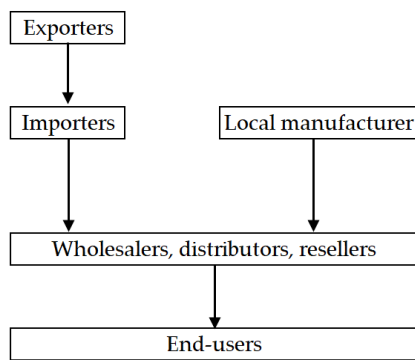 Exporters
Importers
Local manufacturer
Wholesalers, distributors, resellers
End-users